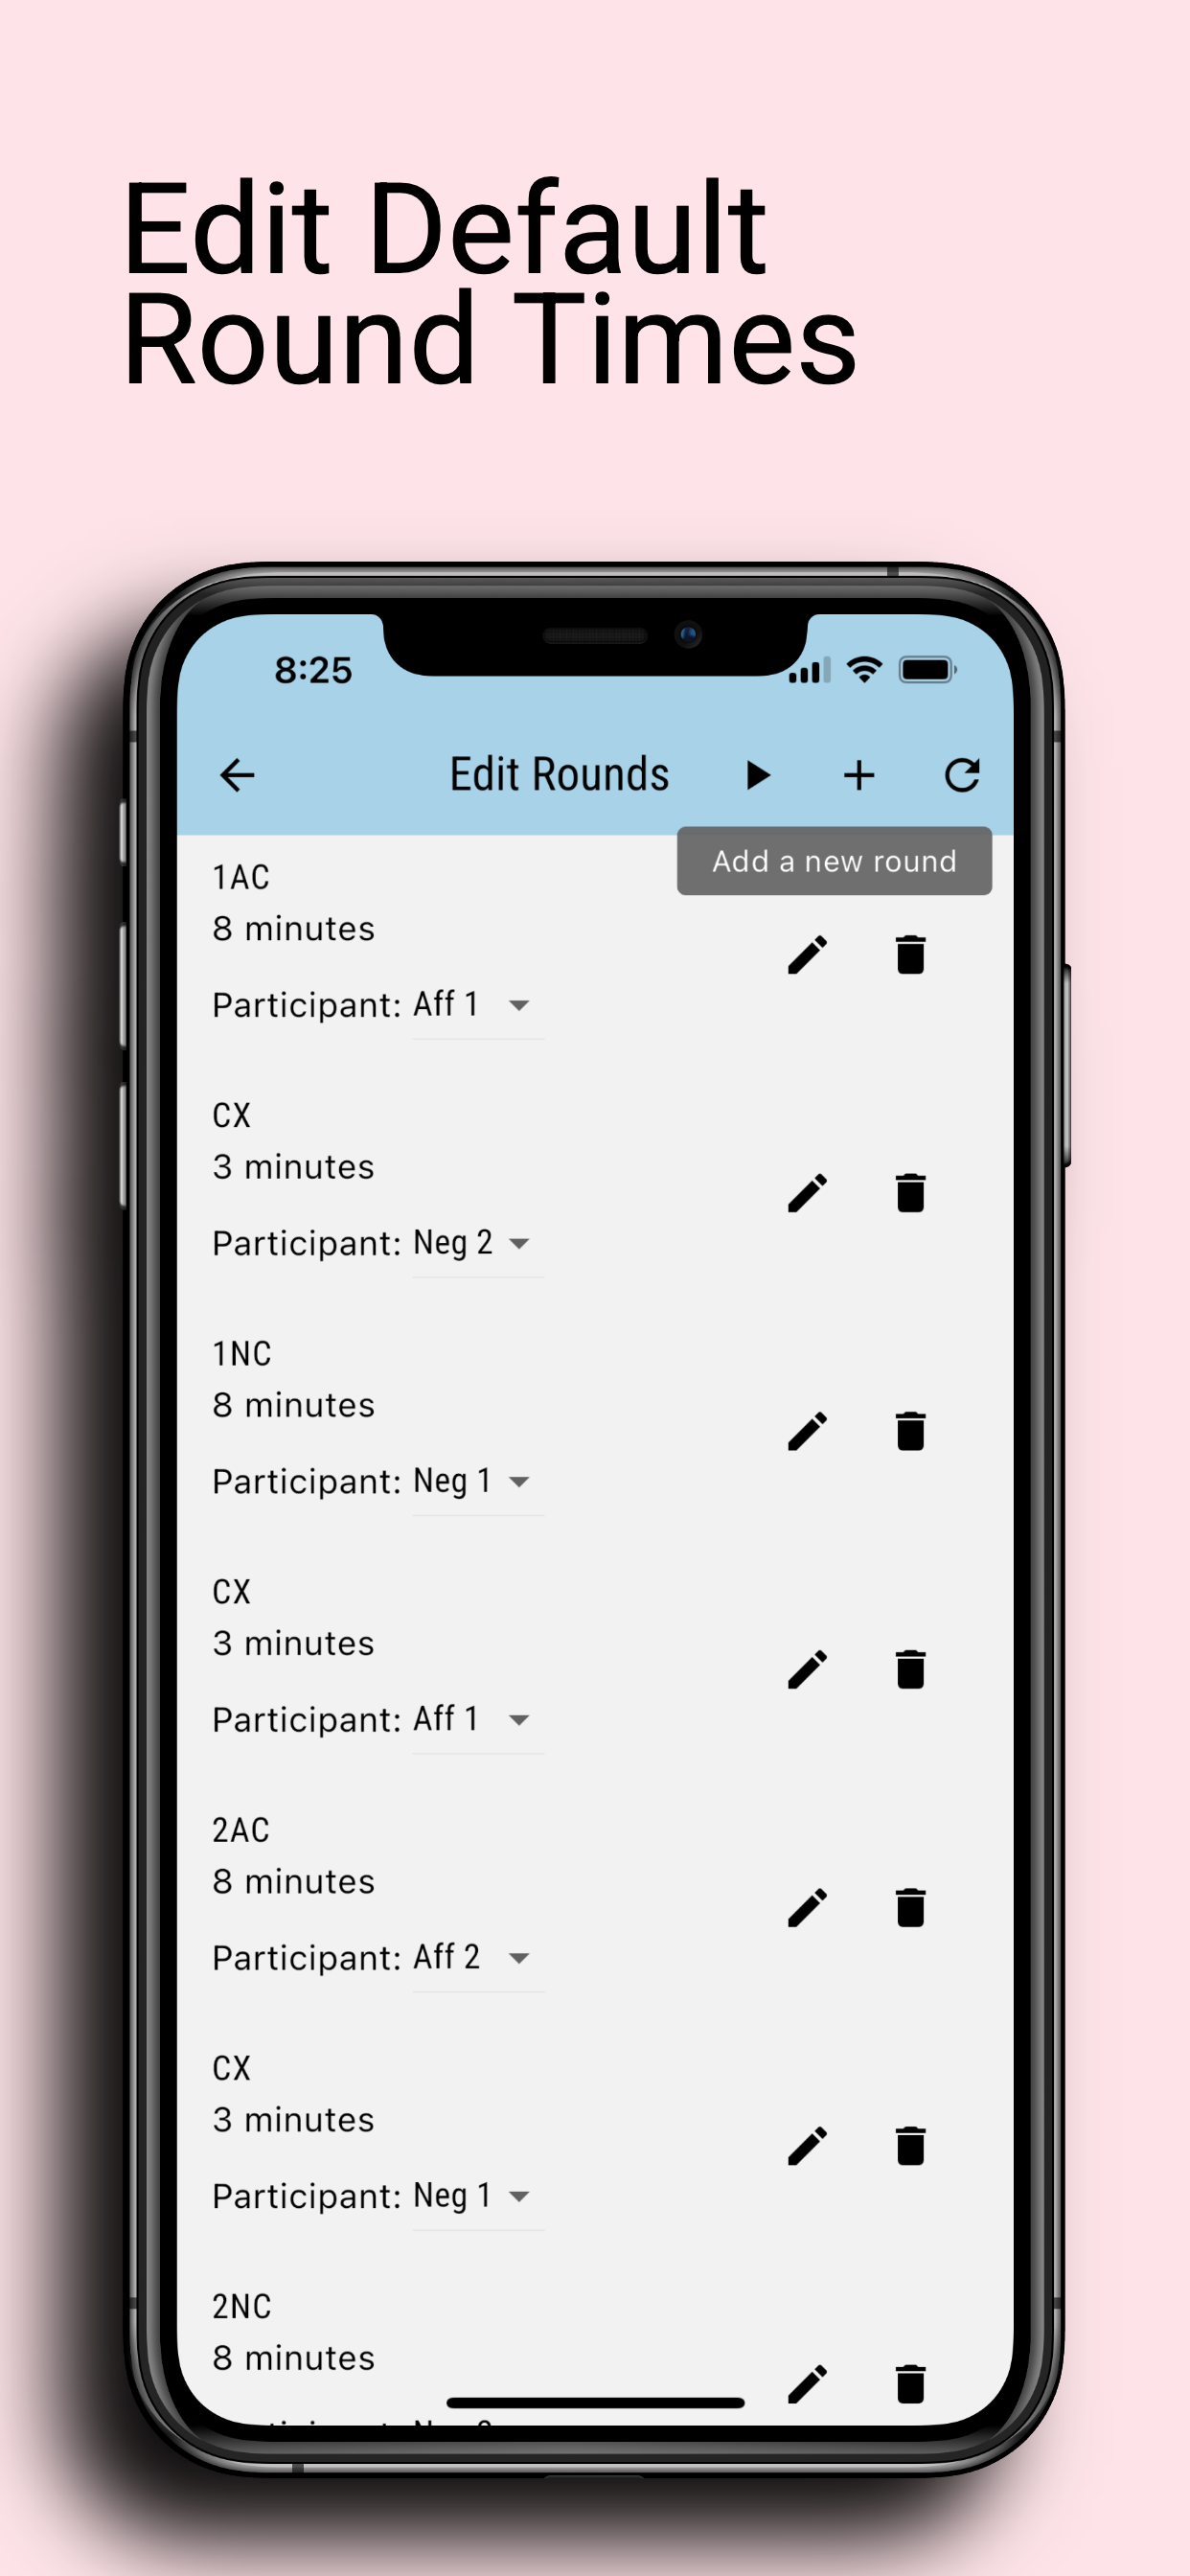 Edit Default
Round Times
8:25
Edit Rounds
Add a new round
1AC
8 minutes
Participant: Aff 1
CX
3 minutes
Participant: Neg 2
1NC
8 minutes
Participant: Neg 1
CX
3 minutes
Participant: Aff 1
2AC
8 minutes
Participant: Aff 2
CX
3 minutes
Participant: Neg 1
2NC
8 minutes